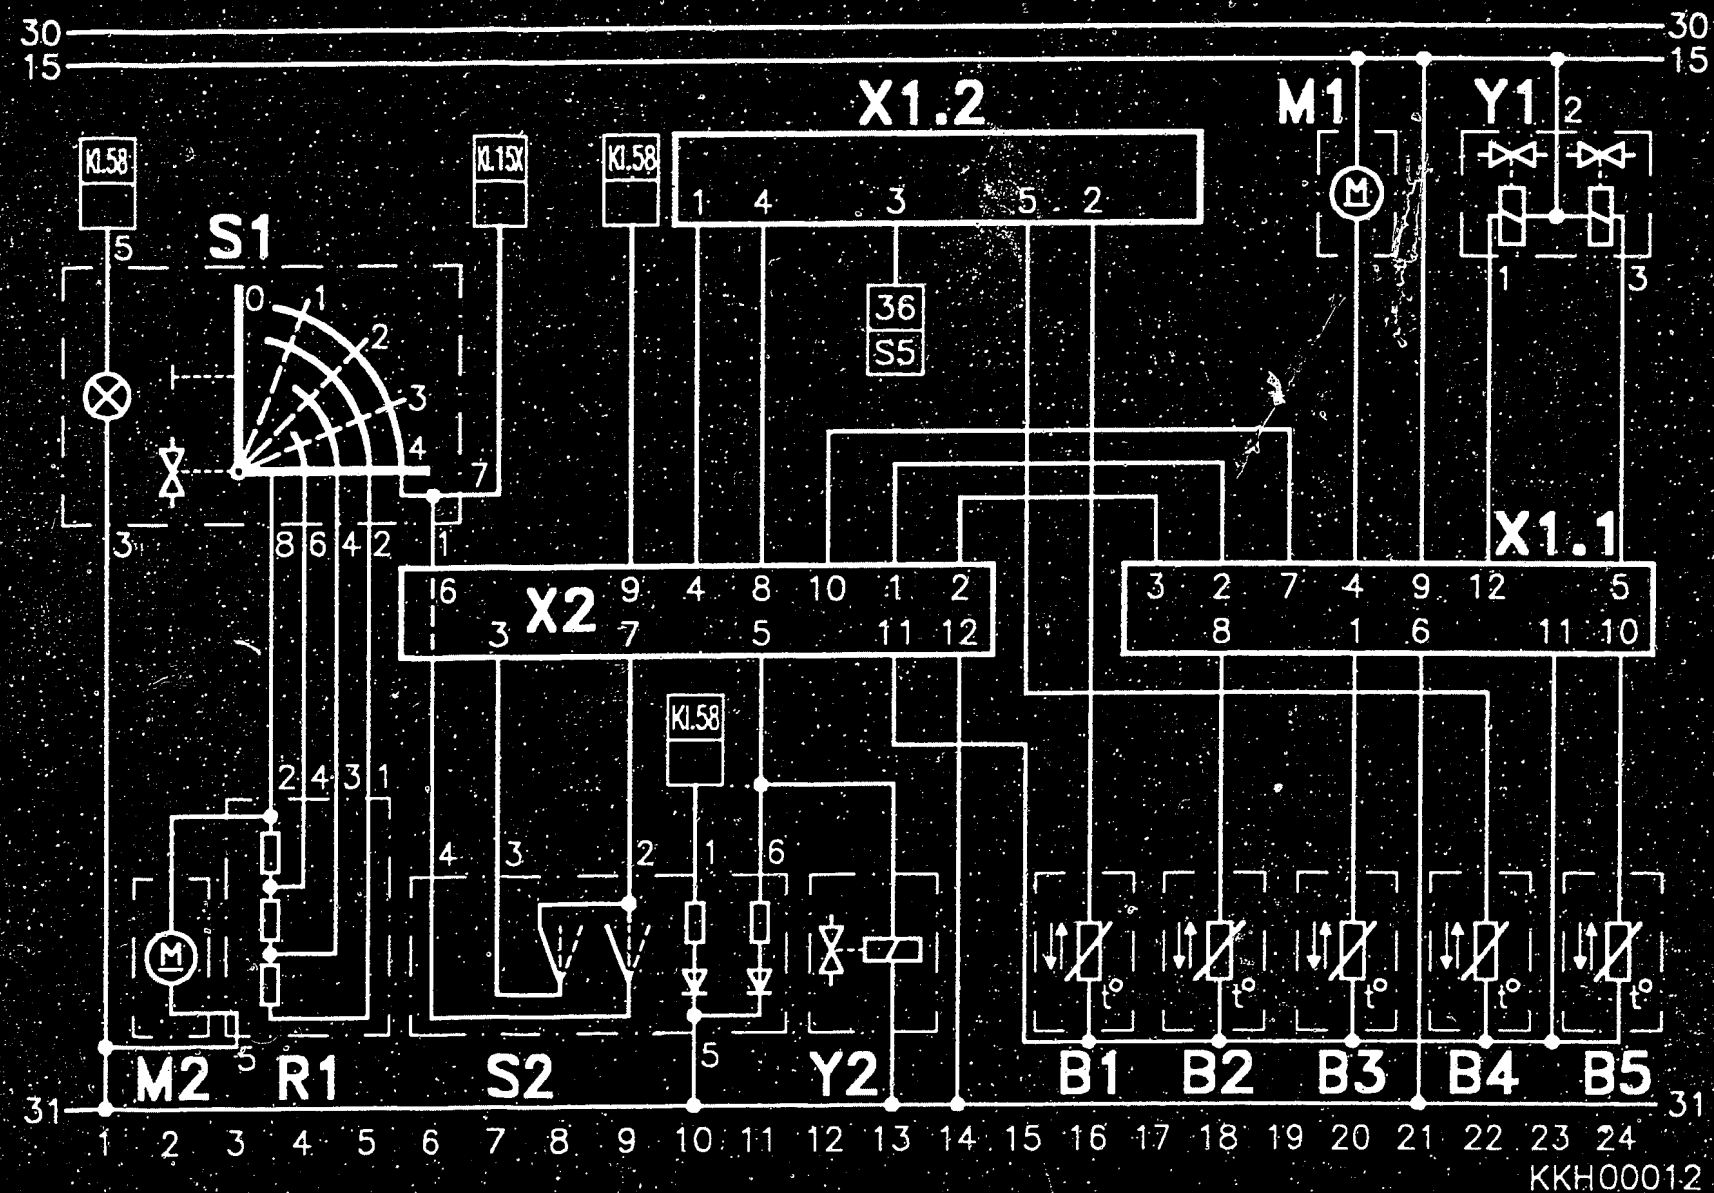 30 30
15 15
X1.2 M1 Y1 2
Kl.58 Kl.15X Kl.58
1 4 3 5 2
5 S1
1 3
0 1 36
2 S5
3
4
7
X1.1
3 8 6 4 2 1
6 9 4 8 10 1 2 3 2 7 4 9 12 5
X2
3 7 5 11 12 8 1 6 11 10
Kl.58
2 4 3 1
4 3 2 1 6
t° t° t° t° t°
5 5
M2 R1 S2 Y2 B1 B2 B3 B4 B5
31 31
1 2 3 4 5 6 7 8 9 10 11 12 13 14 15 16 17 18 19 20 21 22 23 24
KKH00012